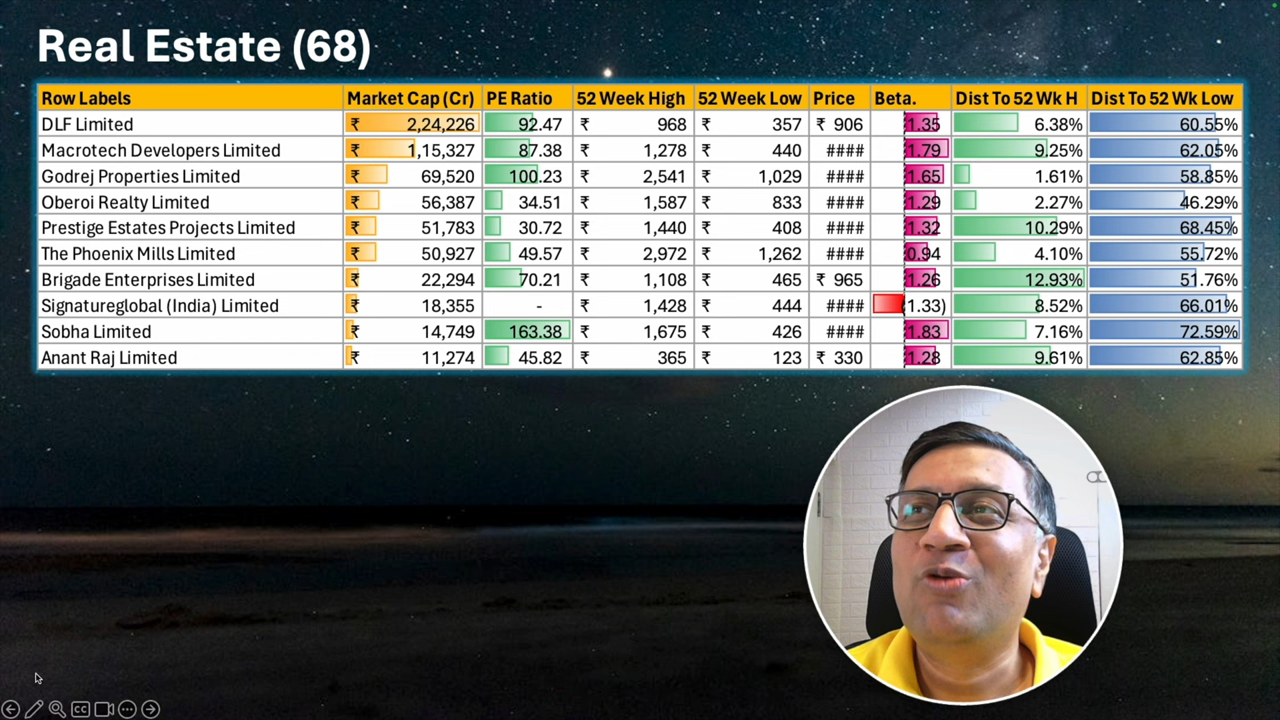 Real Estate (68)
Row Labels Market Cap (Cr) PE Ratio 52 Week High 52 Week Low Price Beta. Dist To 52 Wk H Dist To 52 Wk Low
DLF Limited ₹ 2,24,226 92.47 ₹ 968 ₹ 357 ₹ 906 1.35 6.38% 60.55%
Macrotech Developers Limited ₹ 1,15,327 87.38 ₹ 1,278 ₹ 440 #### 1.79 9.25% 62.05%
Godrej Properties Limited ₹ 69,520 100.23 ₹ 2,541 ₹ 1,029 #### 1.65 1.61% 58.85%
Oberoi Realty Limited ₹ 56,387 34.51 ₹ 1,587 ₹ 833 #### 1.29 2.27% 46.29%
Prestige Estates Projects Limited ₹ 51,783 30.72 ₹ 1,440 ₹ 408 #### 1.32 10.29% 68.45%
The Phoenix Mills Limited ₹ 50,927 49.57 ₹ 2,972 ₹ 1,262 #### 0.94 4.10% 55.72%
Brigade Enterprises Limited ₹ 22,294 70.21 ₹ 1,108 ₹ 465 ₹ 965 1.26 12.93% 51.76%
Signatureglobal (India) Limited ₹ 18,355 - ₹ 1,428 ₹ 444 #### (1.33) 8.52% 66.01%
Sobha Limited ₹ 14,749 163.38 ₹ 1,675 ₹ 426 #### 1.83 7.16% 72.59%
Anant Raj Limited ₹ 11,274 45.82 ₹ 365 ₹ 123 ₹ 330 1.28 9.61% 62.85%
CC